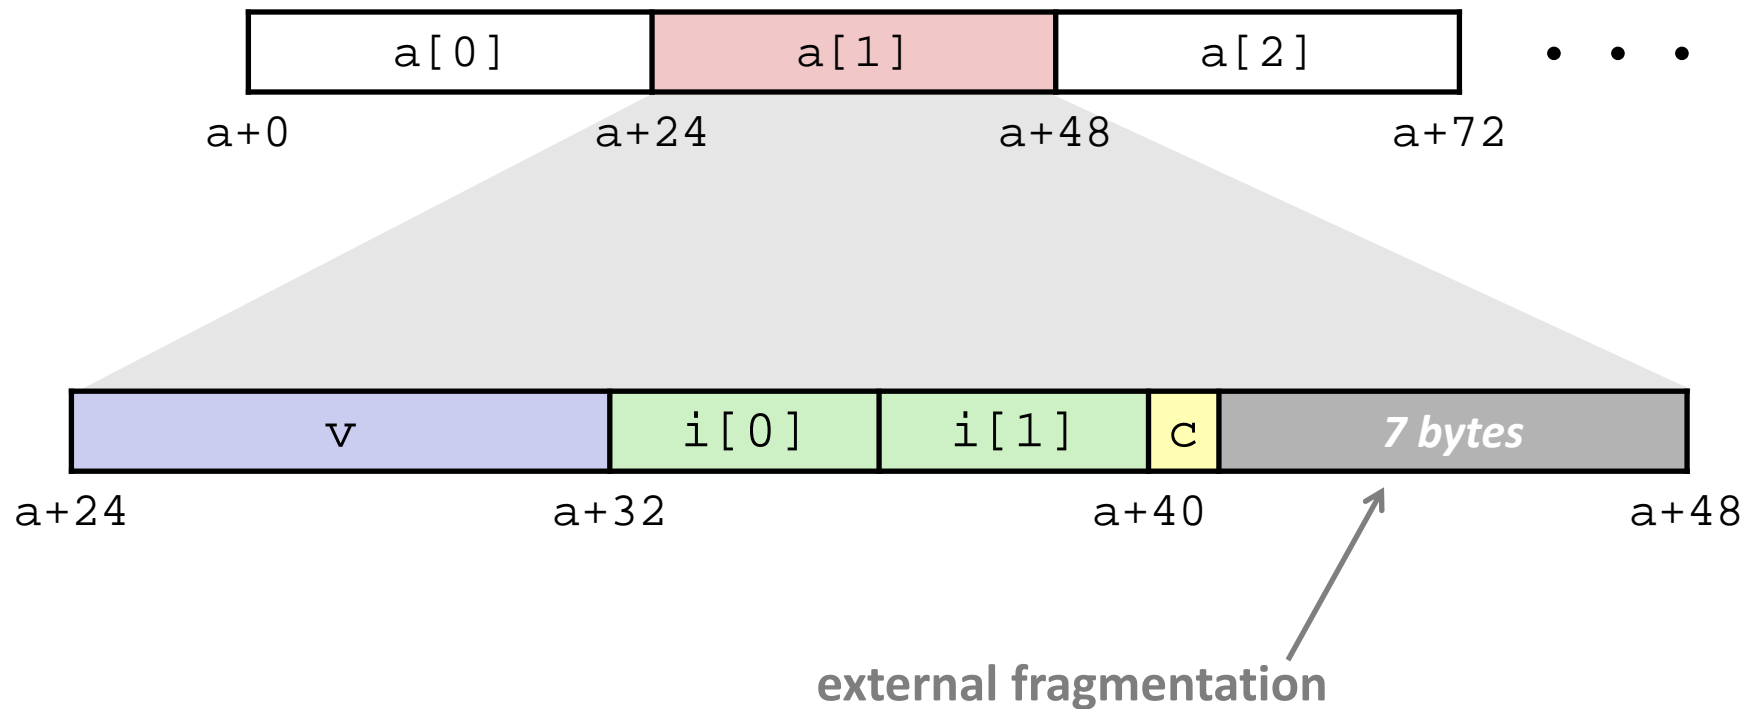 a[0] a[1] a[2] • • •
a+0 a+24 a+48 a+72
v i[0] i[1] c 7 bytes
a+24 a+32 a+40 a+48
external fragmentation